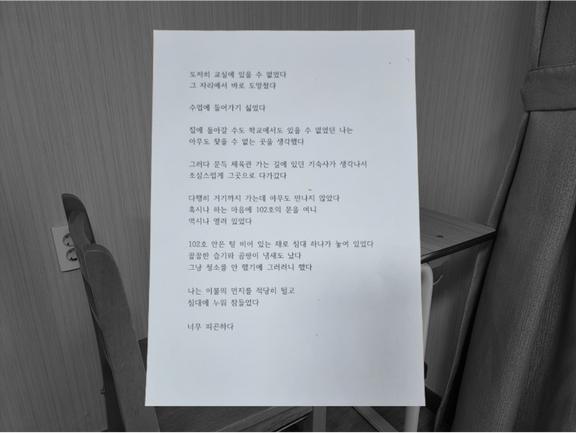 도저히 교실에 있을 수 없었다
그 자리에서 바로 도망쳤다
수업에 들어가기 싫었다
집에 돌아갈 수도 학교에서도 있을 수 없었던 나는
아무도 찾을 수 없는 곳을 생각했다
그러다 문득 체육관 가는 길에 있던 기숙사가 생각나서
조심스럽게 그곳으로 다가갔다
다행히 거기까지 가는데 아무도 만나지 않았다
혹시나 하는 마음에 102호의 문을 여니
역시나 열려 있었다
102호 안은 텅 비어 있는 채로 침대 하나가 놓여 있었다
끌끌한 습기와 곰팡이 냄새도 났다
그냥 청소를 안 했기에 그러려니 했다
나는 이불의 먼지를 적당히 털고
침대에 누워 잠들었다
너무 피곤하다